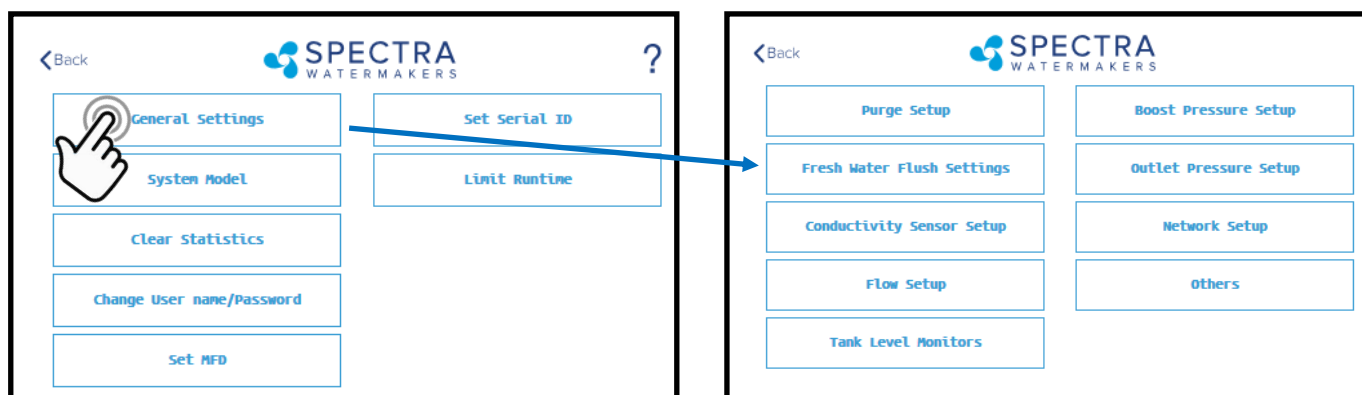 Back
SPECTRA
WATERMAKERS
?
General Settings
Set Serial ID
System Model
Limit Runtime
Clear Statistics
Change User name/Password
Set MFD
Back
SPECTRA
WATERMAKERS
Purge Setup
Boost Pressure Setup
Fresh Water Flush Settings
Outlet Pressure Setup
Conductivity Sensor Setup
Network Setup
Flow Setup
Others
Tank Level Monitors